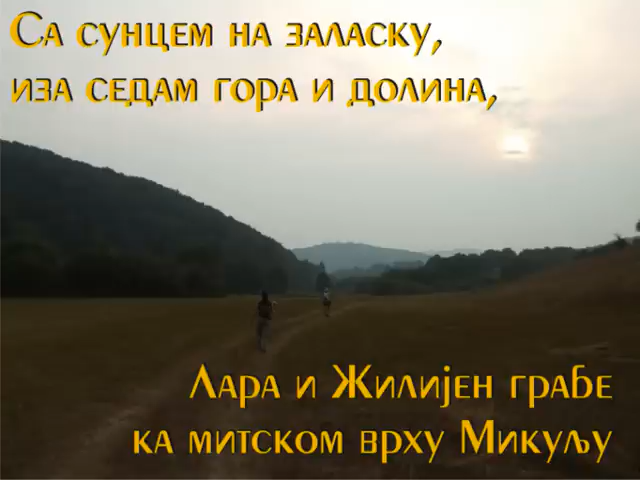 Са сунцем на заласку,
иза седам гора и долина,
Лара и Жилијен грабе
ка митском врху Микуљу